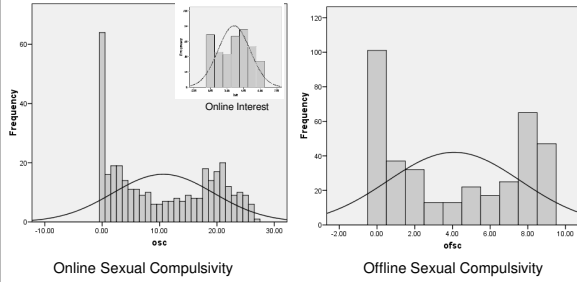 Frequency
60
40
20
0
-10.00 0.00 10.00 20.00 30.00
osc
Online Sexual Compulsivity
Online Interest
Frequency
120
100
80
60
40
20
0
-2.00 0.00 2.00 4.00 6.00 8.00 10.00
ofsc
Offline Sexual Compulsivity